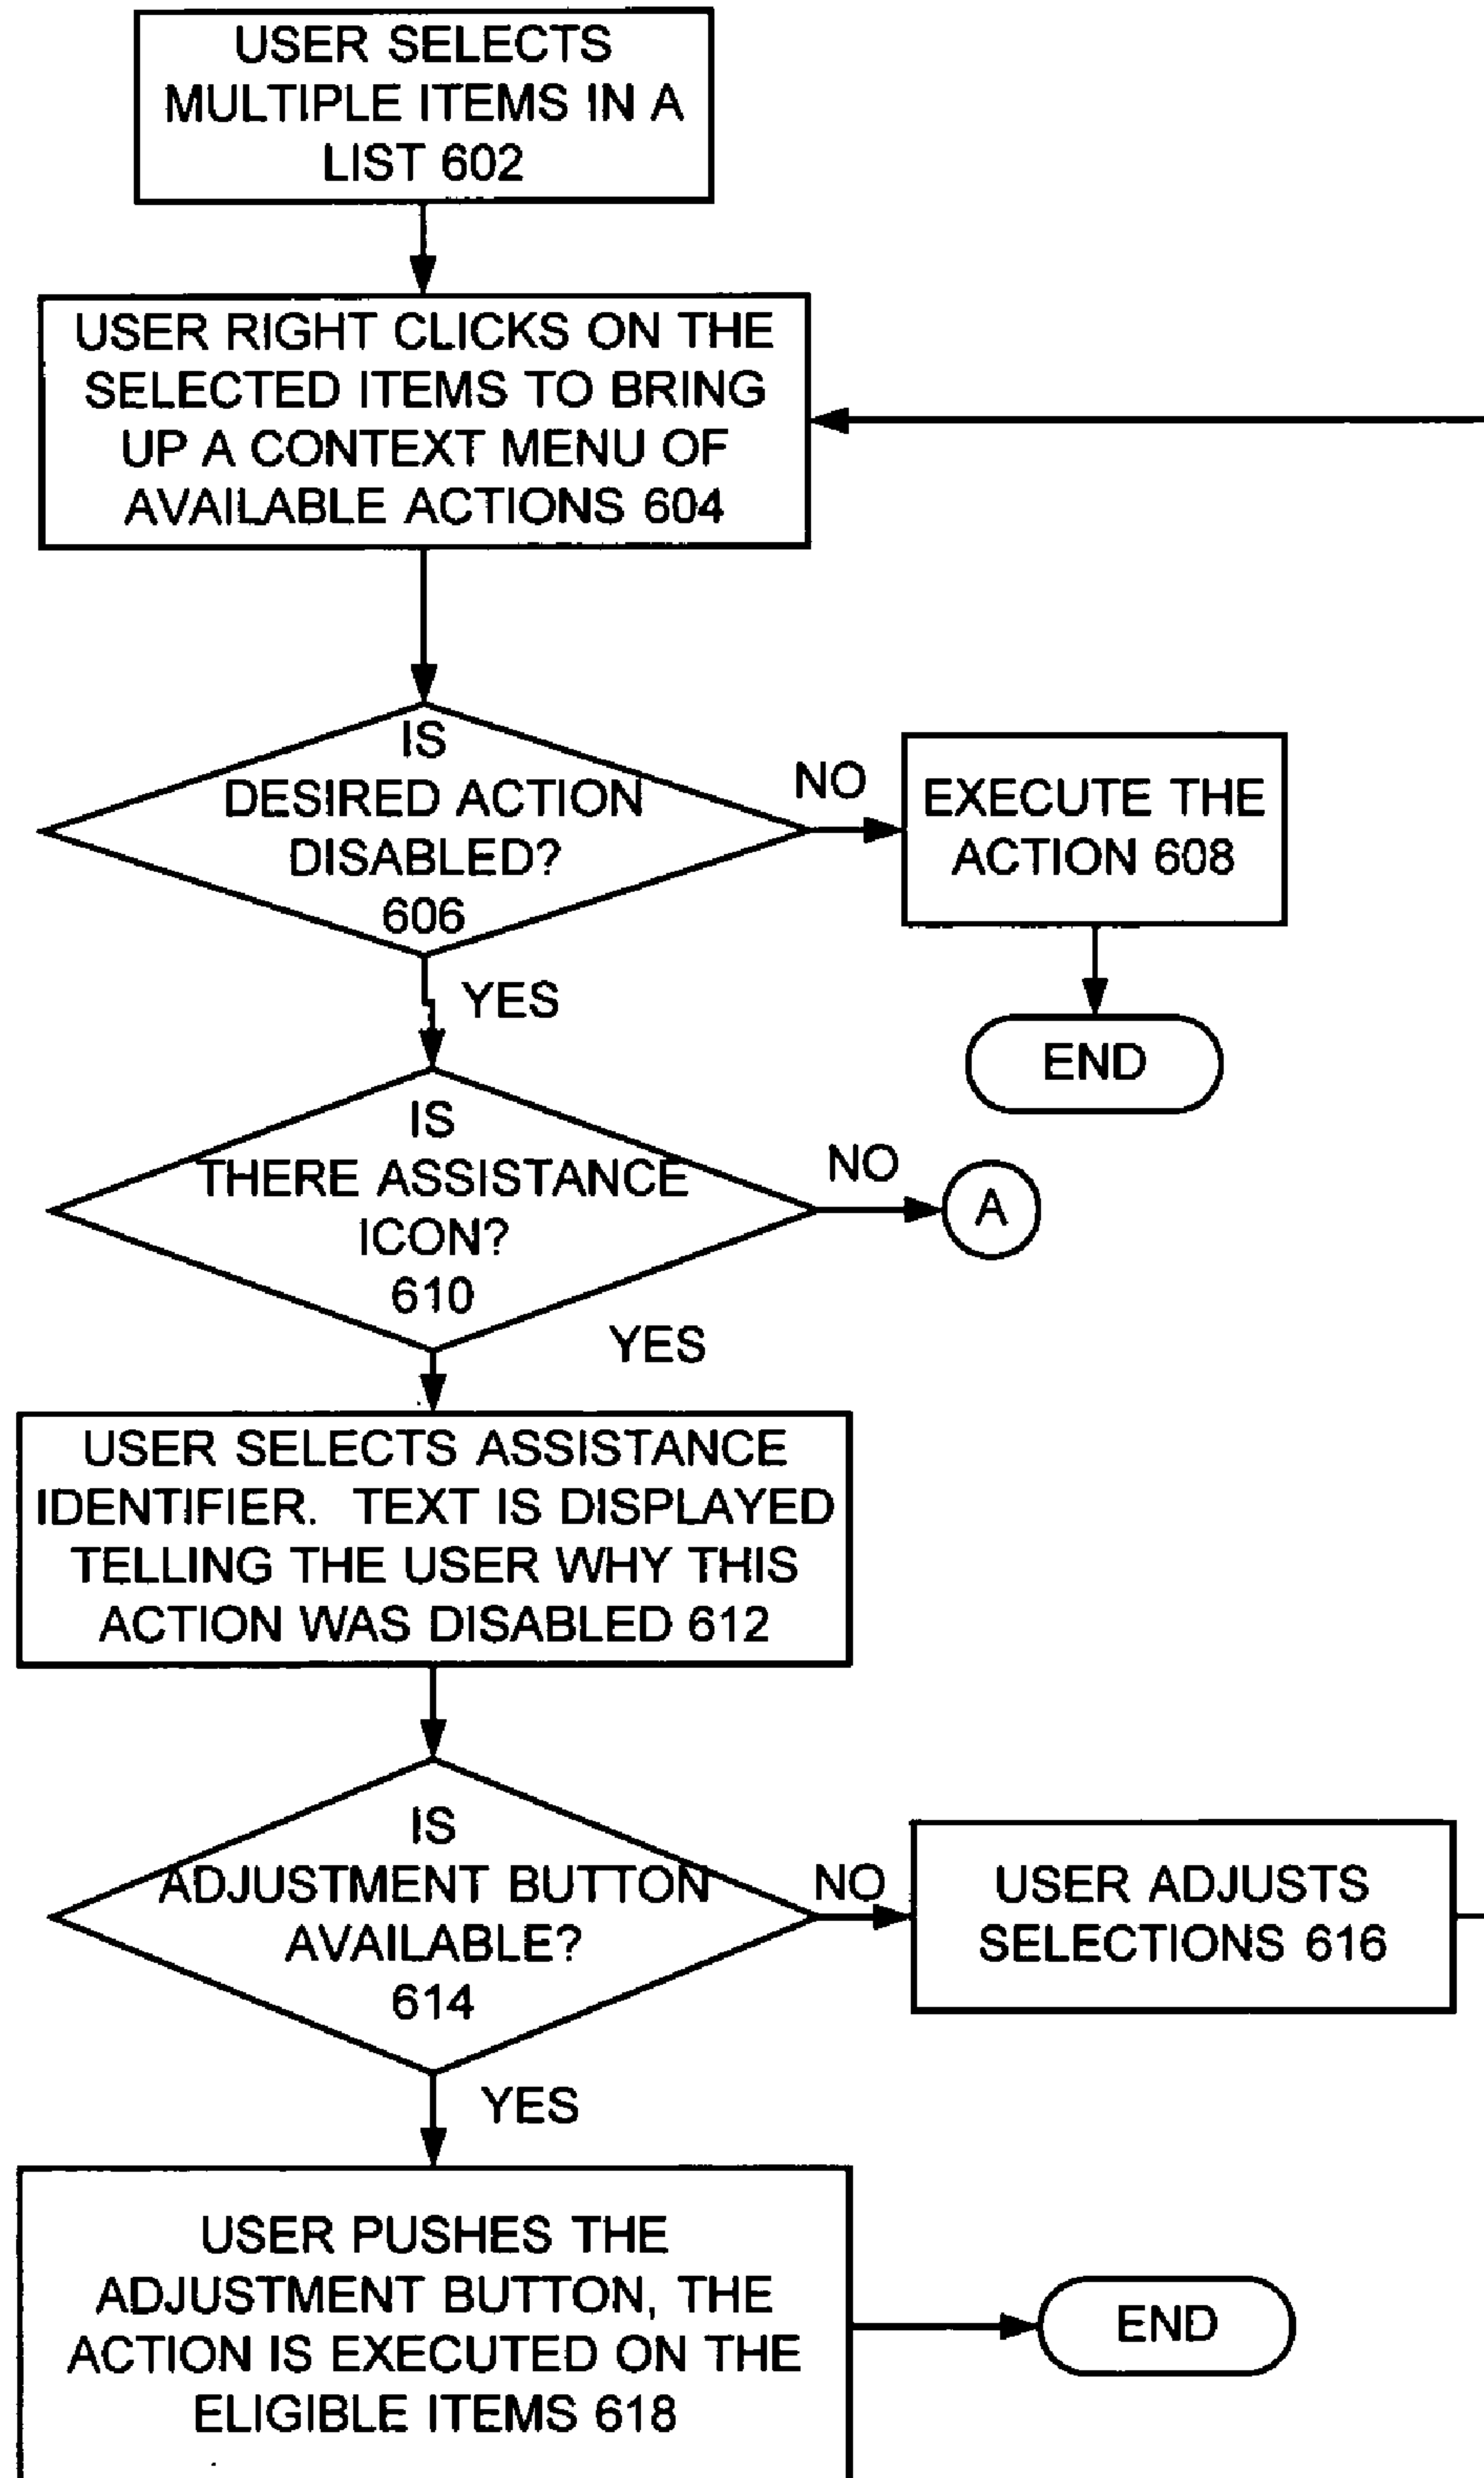 USER SELECTS
MULTIPLE ITEMS IN A
LIST 602
USER RIGHT CLICKS ON THE
SELECTED ITEMS TO BRING
UP A CONTEXT MENU OF
AVAILABLE ACTIONS 604
IS
DESIRED ACTION
DISABLED?
606
NO
EXECUTE THE
ACTION 608
END
YES
IS
THERE ASSISTANCE
ICON?
610
NO
A
YES
USER SELECTS ASSISTANCE
IDENTIFIER. TEXT IS DISPLAYED
TELLING THE USER WHY THIS
ACTION WAS DISABLED 612
IS
ADJUSTMENT BUTTON
AVAILABLE?
614
NO
USER ADJUSTS
SELECTIONS 616
YES
USER PUSHES THE
ADJUSTMENT BUTTON, THE
ACTION IS EXECUTED ON THE
ELIGIBLE ITEMS 618
END